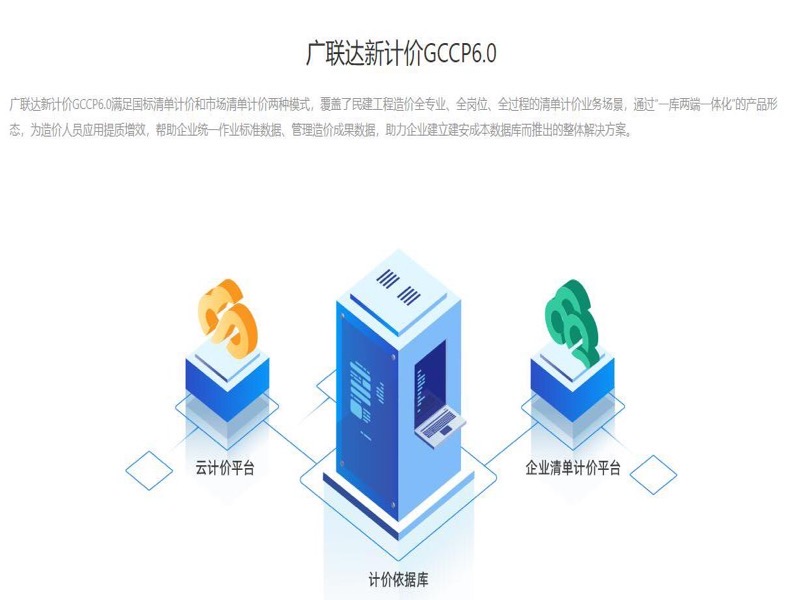 广联达新计价GCCP6.0
广联达新计价GCCP6.0满足国标清单计价和市场清单计价两种模式，覆盖了民建工程造价全专业、全岗位、全过程的清单计价业务场景，通过“一库两端一体化”的产品形
态，为造价人员应用提质增效，帮助企业统一作业标准数据、管理造价成果数据，助力企业建立建安成本数据库而推出的整体解决方案。
云计价平台
企业清单计价平台
计价依据库